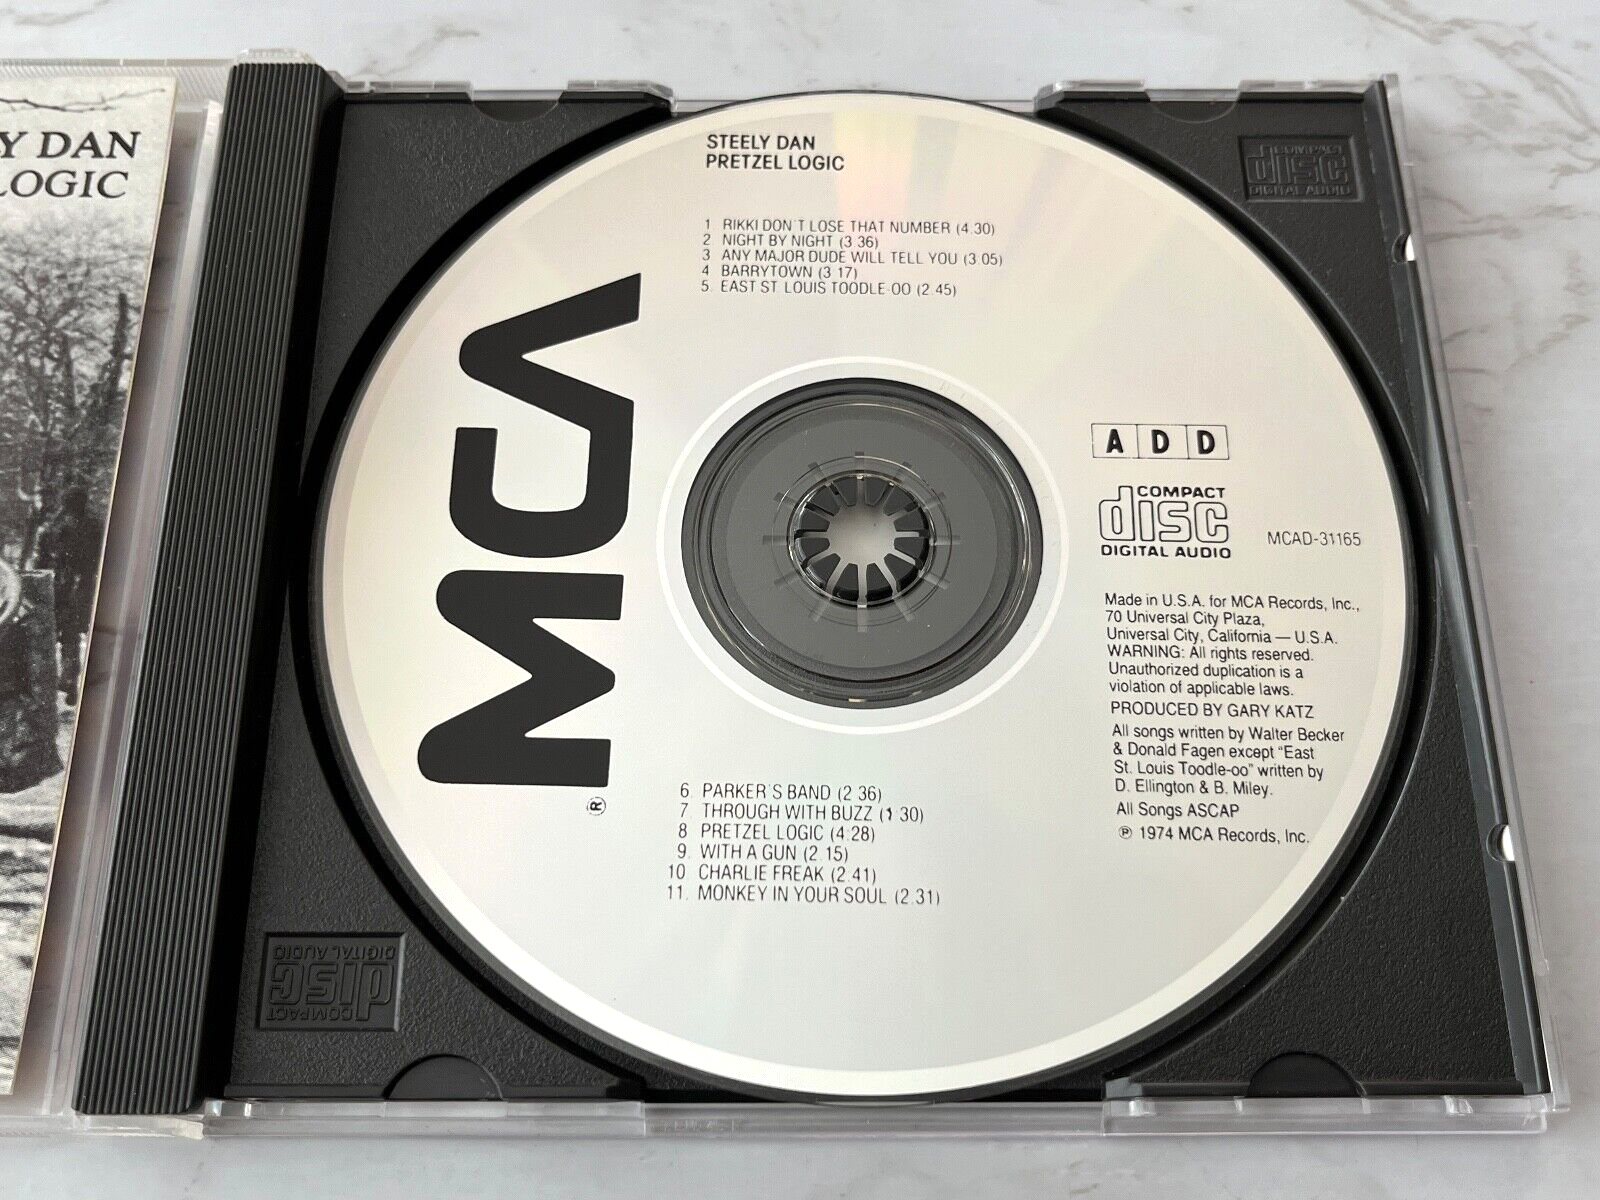 Y DAN
LOGIC
STEELY DAN
PRETZEL LOGIC
1 RIKKI DON'T LOSE THAT NUMBER (4:30)
2 NIGHT BY NIGHT (3:36)
3 ANY MAJOR DUDE WILL TELL YOU (3:05)
4 BARRYTOWN (3:17)
5. EAST ST. LOUIS TOODLE-OO (2:45)
MCA
®
6. PARKER'S BAND (2:36)
7. THROUGH WITH BUZZ (1:30)
8 PRETZEL LOGIC (4:28)
9. WITH A GUN (2:15)
10 CHARLIE FREAK (2:41)
11. MONKEY IN YOUR SOUL (2:31)
A D D
COMPACT
disc
DIGITAL AUDIO
MCAD-31165
Made in U.S.A. for MCA Records, Inc.,
70 Universal City Plaza,
Universal City, California — U.S.A.
WARNING: All rights reserved.
Unauthorized duplication is a
violation of applicable laws.
PRODUCED BY GARY KATZ
All songs written by Walter Becker
& Donald Fagen except "East
St. Louis Toodle-oo" written by
D. Ellington & B. Miley.
All Songs ASCAP
℗ 1974 MCA Records, Inc.
COMPACT
disc
DIGITAL AUDIO
COMPACT
disc
DIGITAL AUDIO